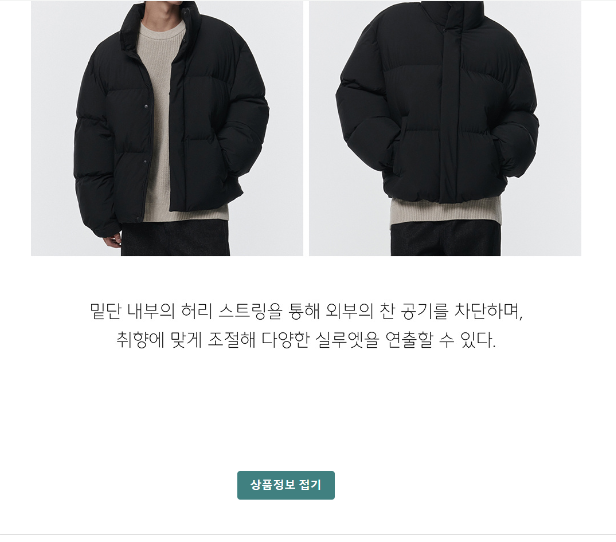 밑단 내부의 허리 스트링을 통해 외부의 찬 공기를 차단하며,
취향에 맞게 조절해 다양한 실루엣을 연출할 수 있다.
상품정보 접기